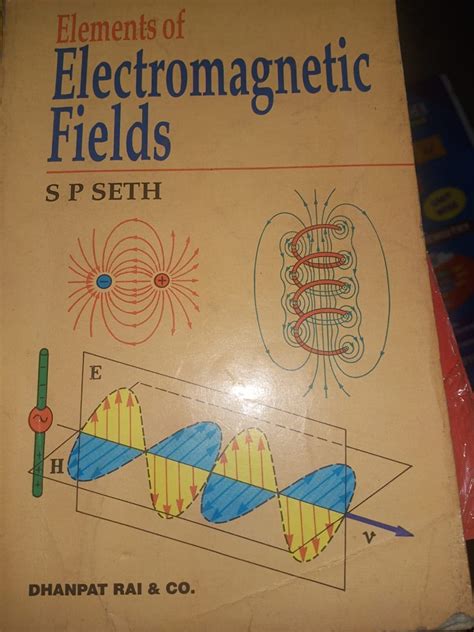 Elements of
Electromagnetic
Fields
S P SETH
− +
E
H
~
v
DHANPAT RAI & CO.